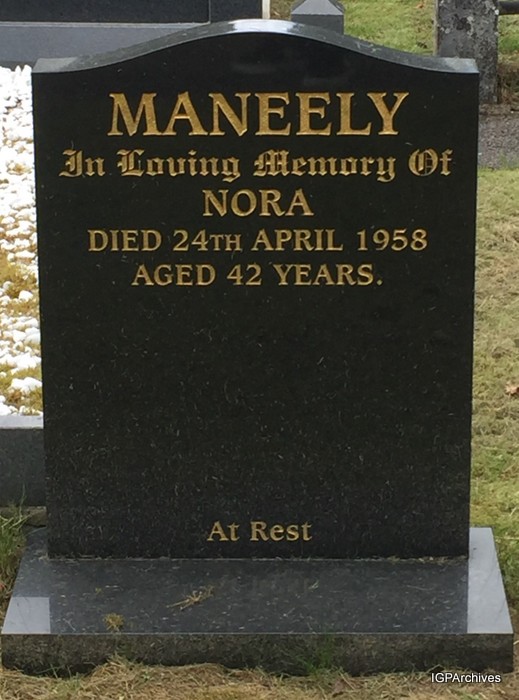 MANEELY
In Loving Memory Of
NORA
DIED 24TH APRIL 1958
AGED 42 YEARS.
At Rest
IGPArchives